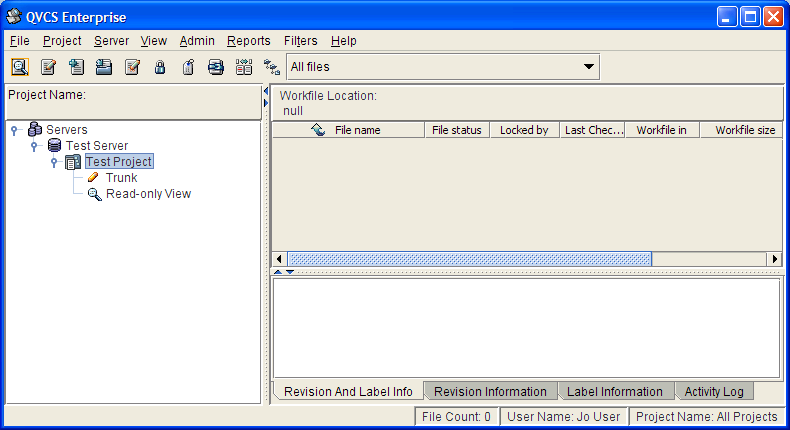 QVCS Enterprise
File Project Server View Admin Reports Filters Help
All files
Project Name:
Servers
Test Server
Test Project
Trunk
Read-only View
Workfile Location:
null
File name File status Locked by Last Chec... Workfile in Workfile size
Revision And Label Info Revision Information Label Information Activity Log
File Count: 0 User Name: Jo User Project Name: All Projects